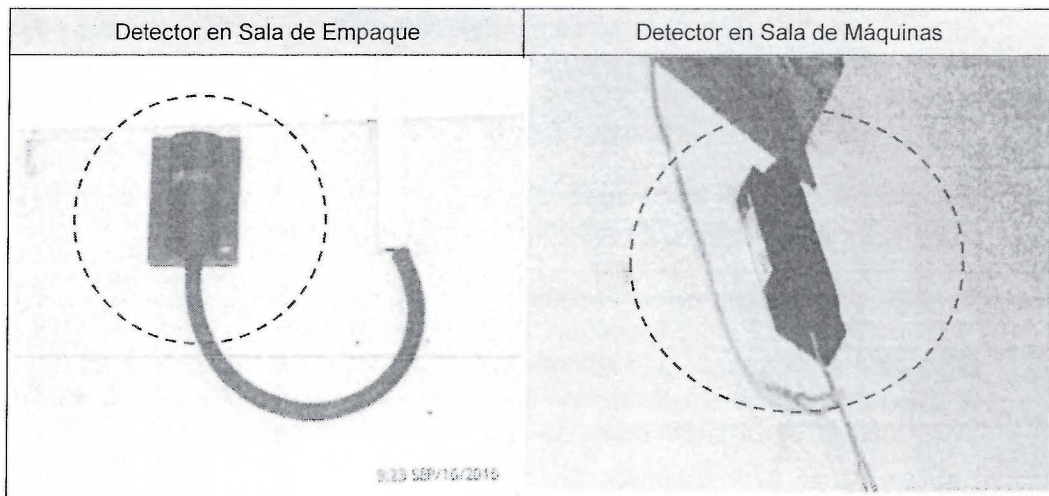 Detector en Sala de Empaque
Detector en Sala de Máquinas
9:23 SEP/16/2016